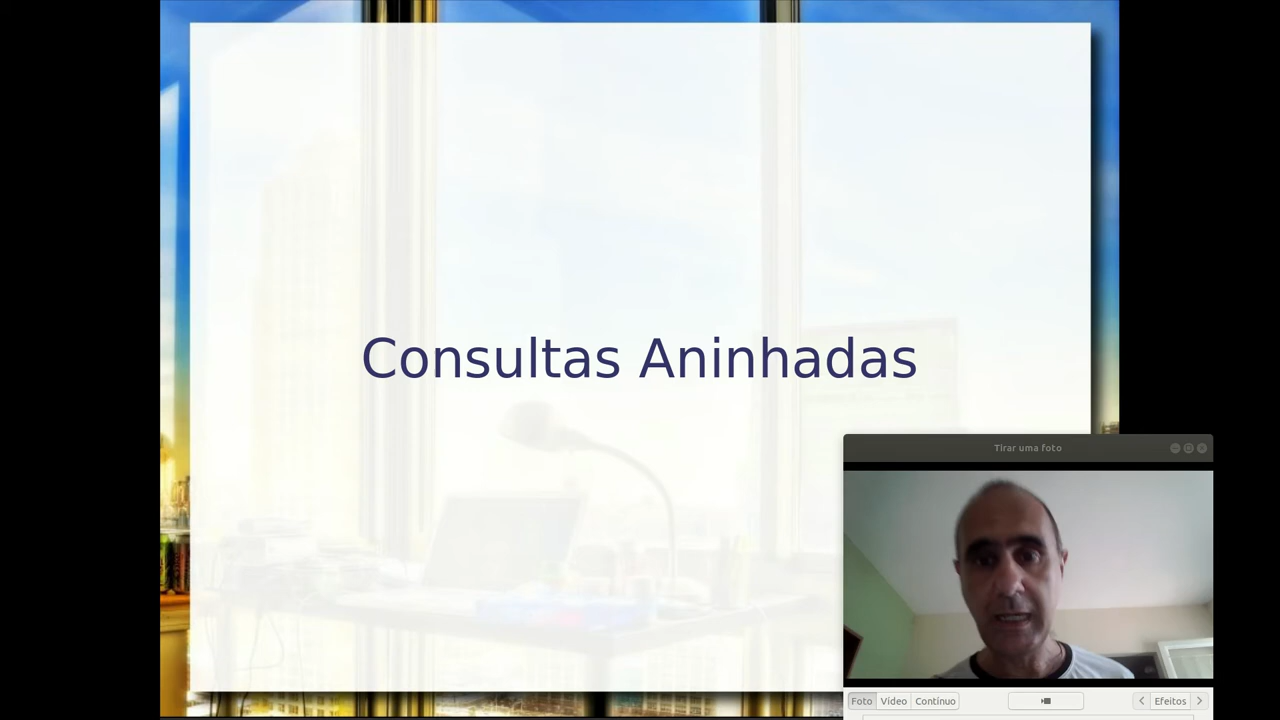 Consultas Aninhadas
Tirar uma foto
Foto Vídeo Contínuo Efeitos